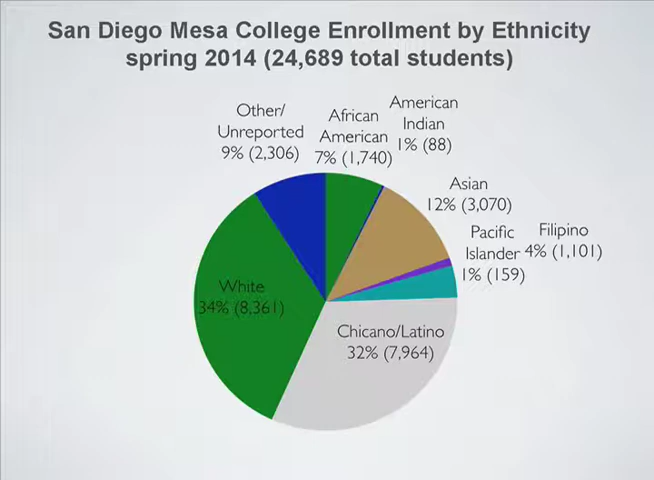 San Diego Mesa College Enrollment by Ethnicity
spring 2014 (24,689 total students)
Other/
Unreported
9% (2,306)
African
American
7% (1,740)
American
Indian
1% (88)
Asian
12% (3,070)
Pacific
Islander
1% (159)
Filipino
4% (1,101)
White
34% (8,361)
Chicano/Latino
32% (7,964)